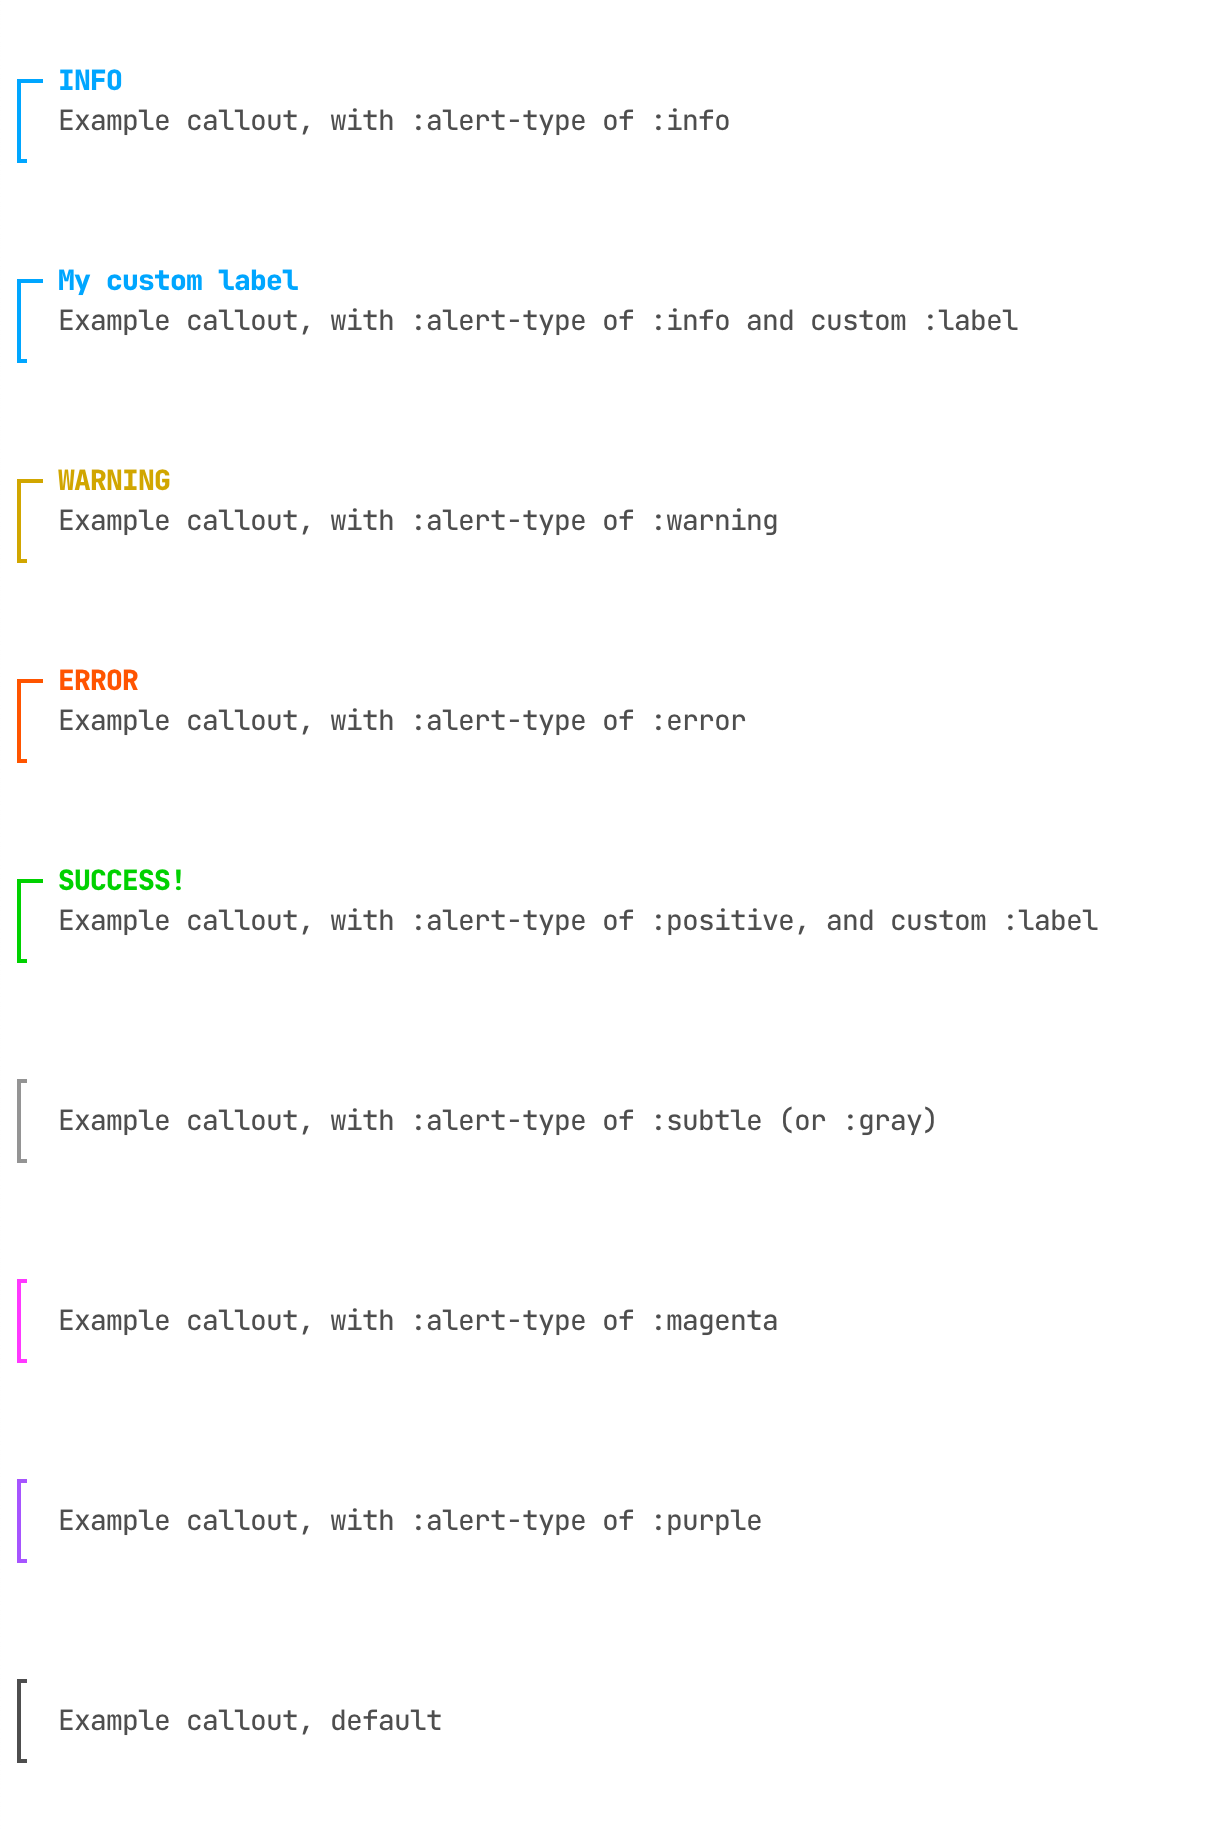 INFO
Example callout, with :alert-type of :info
My custom label
Example callout, with :alert-type of :info and custom :label
WARNING
Example callout, with :alert-type of :warning
ERROR
Example callout, with :alert-type of :error
SUCCESS!
Example callout, with :alert-type of :positive, and custom :label
Example callout, with :alert-type of :subtle (or :gray)
Example callout, with :alert-type of :magenta
Example callout, with :alert-type of :purple
Example callout, default